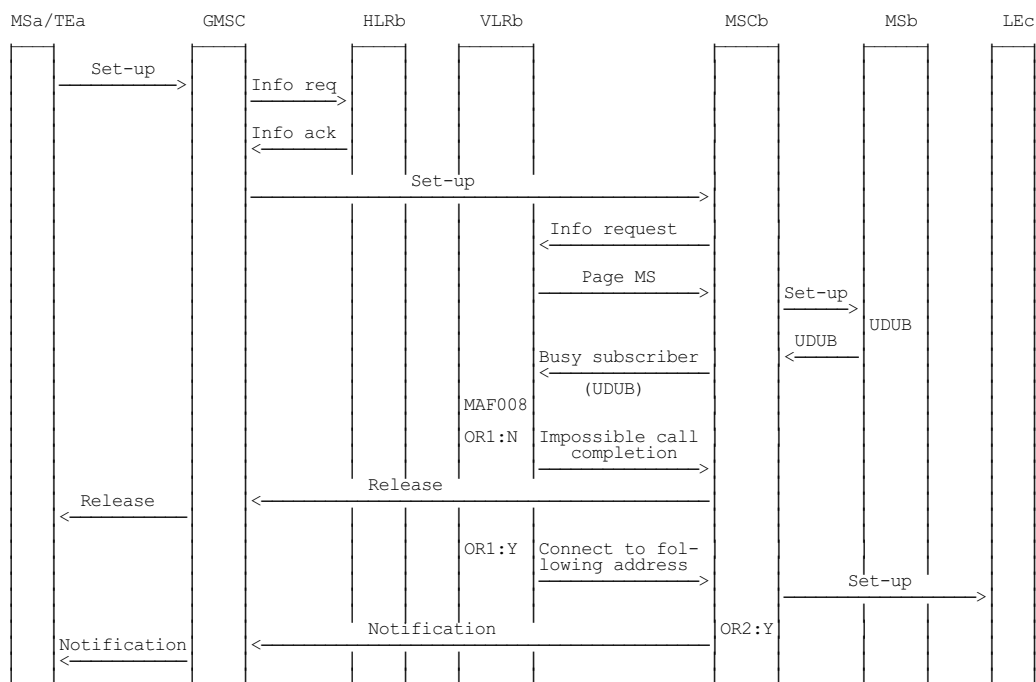 MSa/TEa GMSC HLRb VLRb MSCb MSb LEc
Set-up
Info req
Info ack
Set-up
Info request
Page MS
Set-up
UDUB
UDUB
Busy subscriber
(UDUB)
MAF008
OR1:N Impossible call
completion
Release
Release
OR1:Y Connect to fol-
lowing address
Set-up
Notification OR2:Y
Notification